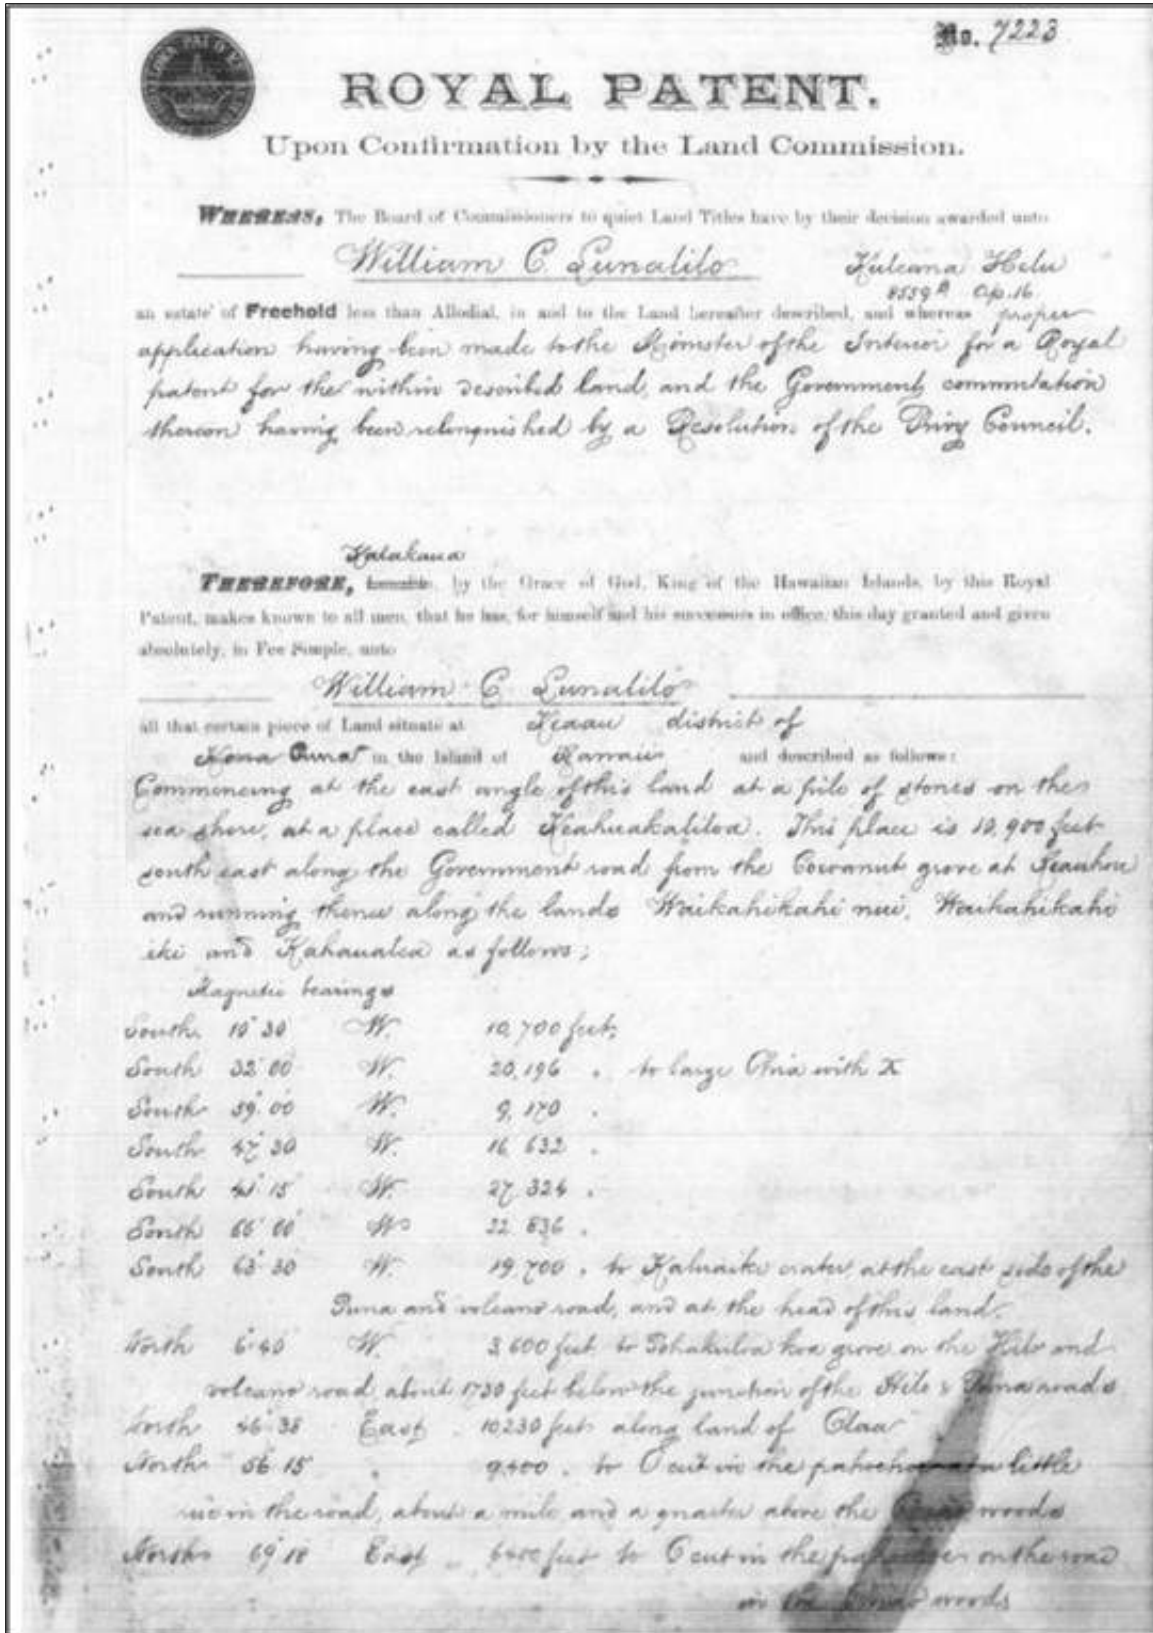 No. 7223
ROYAL PATENT.
Upon Confirmation by the Land Commission.
WHEREAS, The Board of Commissioners to quiet Land Titles have by their decision awarded unto
William C. Lunalilo Kuleana Helu
8559 B Ap. 16
an estate of Freehold less than Allodial, in and to the Land hereafter described, and whereas proper
application having been made to the Minister of the Interior for a Royal
patent for the within described land, and the Government commutation
thereon having been relinquished by a Resolution of the Privy Council.
Kalakaua
THEREFORE, by the Grace of God, King of the Hawaiian Islands, by this Royal
Patent, makes known to all men, that he has, for himself and his successors in office, this day granted and given
absolutely, in Fee Simple, unto
William C. Lunalilo
all that certain piece of Land situate at Keaau district of
Puna in the Island of Hawaii and described as follows:
Commencing at the east angle of this land at a pile of stones on the
sea shore, at a place called Keahuakaliloa. This place is 10,900 feet
south east along the Government road from the Cocoanut grove at Keauhou
and running thence along the lands Waikahikahi nui, Waikahikahi
iki and Kahaualea as follows;
Magnetic bearings
South 10° 30 W. 10,700 feet;
South 32° 00 W. 20,196 " to large Ohia with X
South 39° 00 W. 9,170 "
South 47° 30 W. 16,632 "
South 41° 15 W. 27,324 "
South 66° 00 W. 22,836 "
South 63° 30 W. 19,700 " to Kaluaiki crater, at the east side of the
Puna and volcano road, and at the head of this land.
North 6° 40 W. 3,600 feet to Pohakuloa koa grove on the Hilo and
volcano road, about 1730 feet below the junction of the Hilo & Puna roads
North 46° 35 East 10230 feet along land of Olaa
North 56 15 " 9,400 " to O cut in the pahoehoe at a little
rise in the road, about a mile and a quarter above the woods
North East feet to O cut in the pahoehoe on the road
in the woods